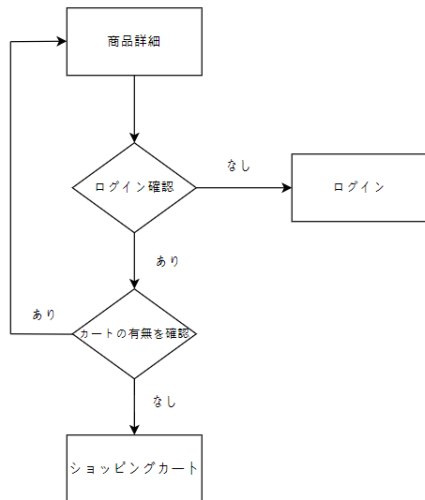 商品詳細
なし
ログイン確認
ログイン
あり
あり
カートの有無を確認
なし
ショッピングカート